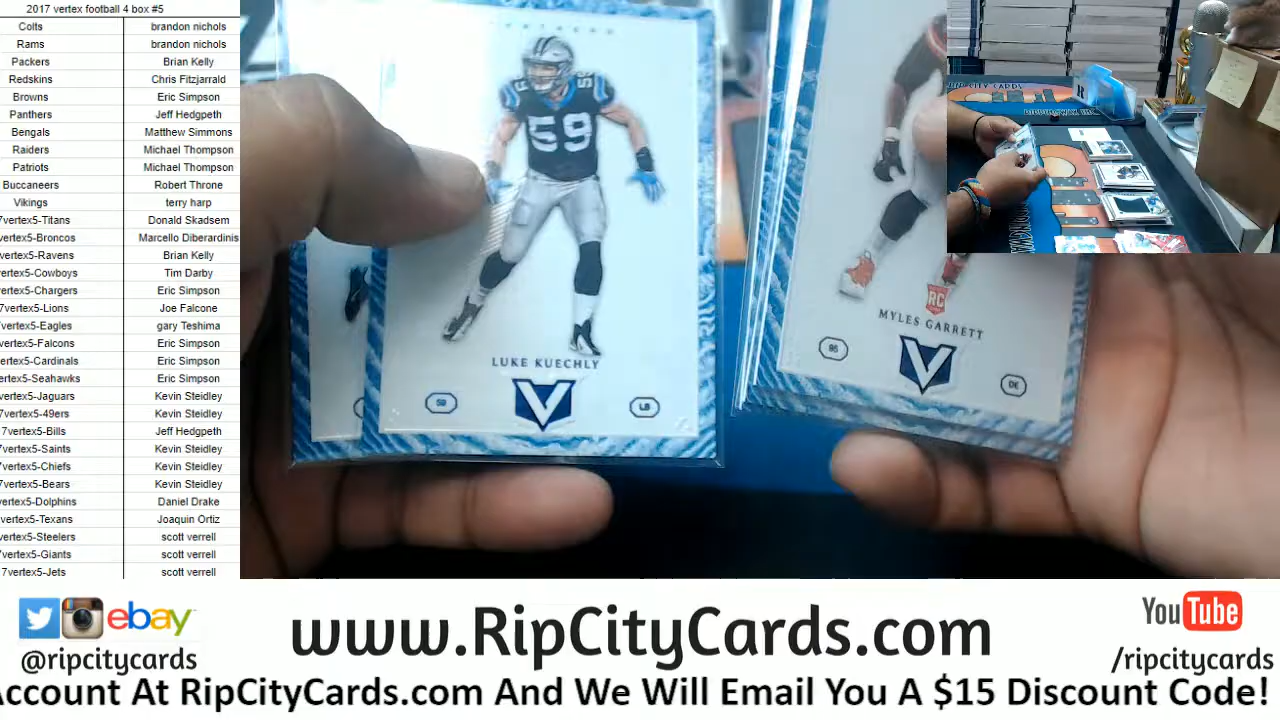 2017 vertex football 4 box #5
Colts brandon nichols
Rams brandon nichols
Packers Brian Kelly
Redskins Chris Fitzjarrald
Browns Eric Simpson
Panthers Jeff Hedgpeth
Bengals Matthew Simmons
Raiders Michael Thompson
Patriots Michael Thompson
Buccaneers Robert Throne
Vikings terry harp
7vertex5-Titans Donald Skadsem
vertex5-Broncos Marcello Diberardinis
vertex5-Ravens Brian Kelly
vertex5-Cowboys Tim Darby
vertex5-Chargers Eric Simpson
7vertex5-Lions Joe Falcone
vertex5-Eagles gary Teshima
vertex5-Falcons Eric Simpson
ertex5-Cardinals Eric Simpson
ertex5-Seahawks Eric Simpson
vertex5-Jaguars Kevin Steidley
7vertex5-49ers Kevin Steidley
7vertex5-Bills Jeff Hedgpeth
7vertex5-Saints Kevin Steidley
7vertex5-Chiefs Kevin Steidley
7vertex5-Bears Kevin Steidley
vertex5-Dolphins Daniel Drake
vertex5-Texans Joaquin Ortiz
vertex5-Steelers scott verrell
7vertex5-Giants scott verrell
7vertex5-Jets scott verrell
59
59
LUKE KUECHLY
V
59 LB
RC
MYLES GARRETT
V
95 DE
RIPCITY CARDS
ebay
@ripcitycards
www.RipCityCards.com
YouTube
/ripcitycards
Account At RipCityCards.com And We Will Email You A $15 Discount Code!